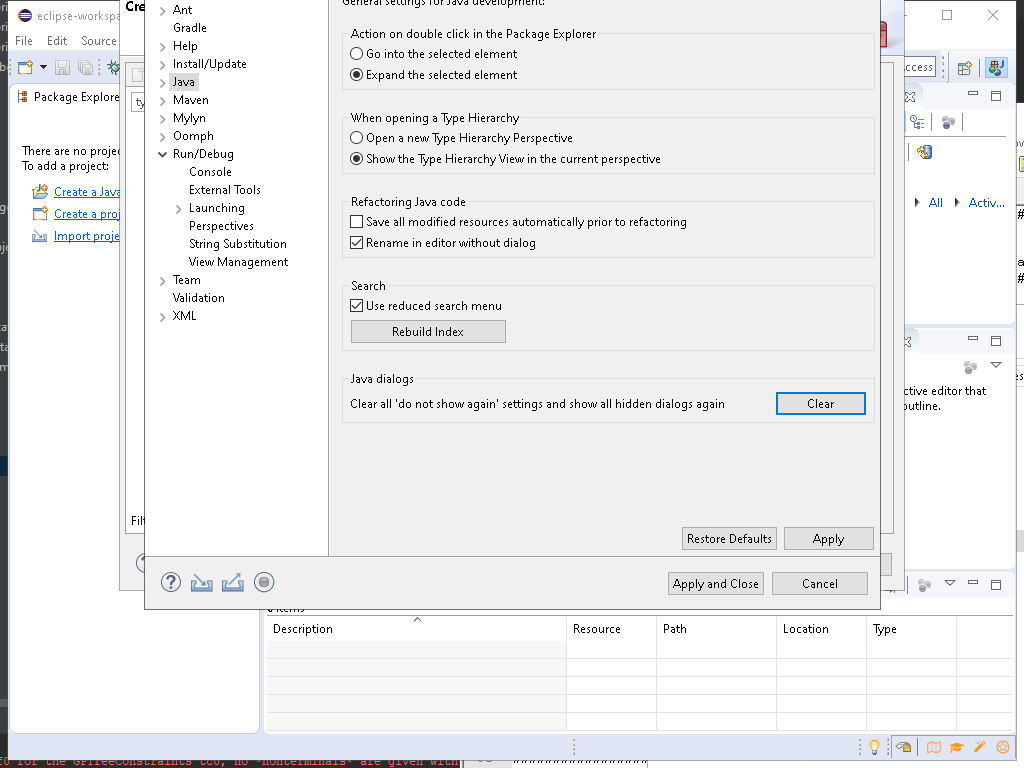 eclipse-workspa
Cre
General settings for Java development:
File Edit Source
Ant
Gradle
Help
Install/Update
Java
Maven
Mylyn
Oomph
Run/Debug
Console
External Tools
Launching
Perspectives
String Substitution
View Management
Team
Validation
XML
Action on double click in the Package Explorer
Go into the selected element
Expand the selected element
When opening a Type Hierarchy
Open a new Type Hierarchy Perspective
Show the Type Hierarchy View in the current perspective
Refactoring Java code
Save all modified resources automatically prior to refactoring
Rename in editor without dialog
Search
Use reduced search menu
Rebuild Index
Java dialogs
Clear all 'do not show again' settings and show all hidden dialogs again
Clear
Restore Defaults Apply
Apply and Close Cancel
Package Explore
ty
There are no projec
To add a project:
Create a Java
Create a proj
Import proje
Filt
ccess
All Activ...
ctive editor that
outline.
0 items
Description Resource Path Location Type
to for the GPTreeConstraints tc0, no -nonterminals- are given with